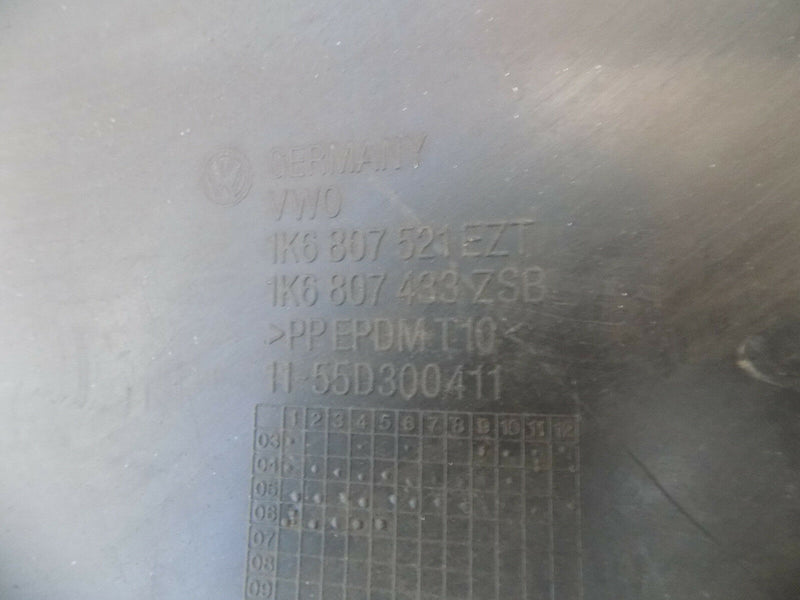 GERMANY
VWO
1K6 807 521 EZT
1K6 807 433 ZSB
>PP EPDM T10<
11-55D300411
1 2 3 4 5 6 7 8 9 10 11 12
03
04
05
06
07
08
09